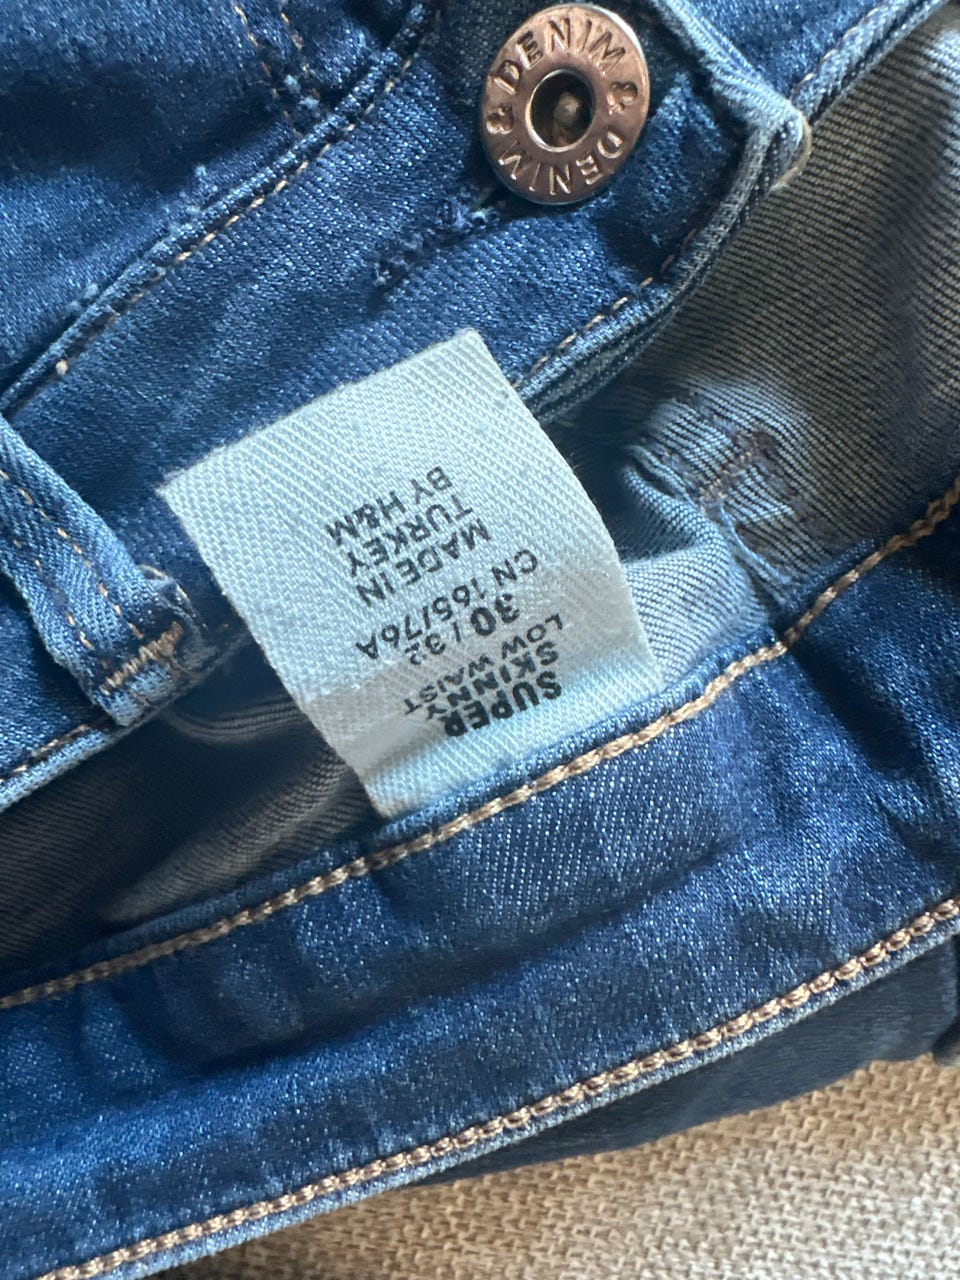 DENIM & DENIM &
SUPER
SKINNY
LOW WAIST
30 / 32
CN 165/76A
MADE IN
TURKEY
BY H&M